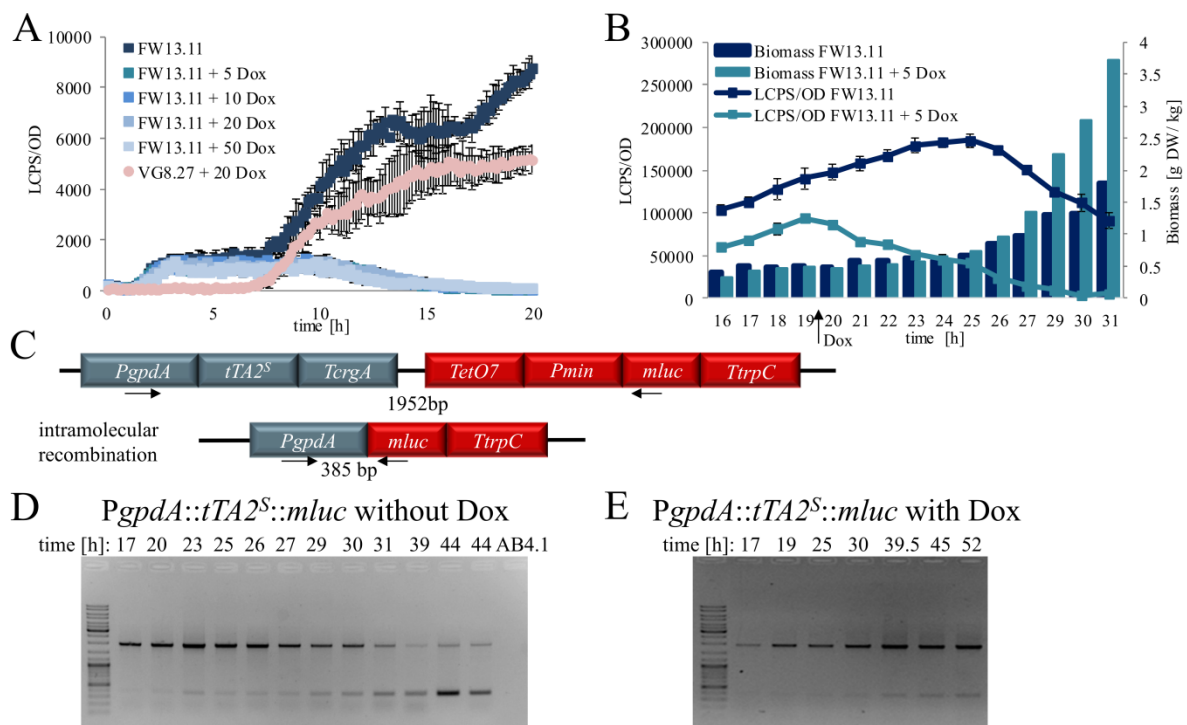 A
10000
8000
6000
4000
2000
0
LCPS/OD
FW13.11
FW13.11 + 5 Dox
FW13.11 + 10 Dox
FW13.11 + 20 Dox
FW13.11 + 50 Dox
VG8.27 + 20 Dox
0 5 10 15 20
time [h]
B
300000
250000
200000
150000
100000
50000
0
LCPS/OD
Biomass FW13.11
Biomass FW13.11 + 5 Dox
LCPS/OD FW13.11
LCPS/OD FW13.11 + 5 Dox
4
3.5
3
2.5
2
1.5
1
0.5
0
Biomass [g DW/ kg]
16 17 18 19 20 21 22 23 24 25 26 27 29 30 31
Dox
time [h]
C
PgpdA tTA2S TcrgA TetO7 Pmin mluc TtrpC
1952bp
intramolecular
recombination
PgpdA mluc TtrpC
385 bp
D PgpdA::tTA2S::mluc without Dox
time [h]: 17 20 23 25 26 27 29 30 31 39 44 44 AB4.1
E PgpdA::tTA2S::mluc with Dox
time [h]: 17 19 25 30 39.5 45 52